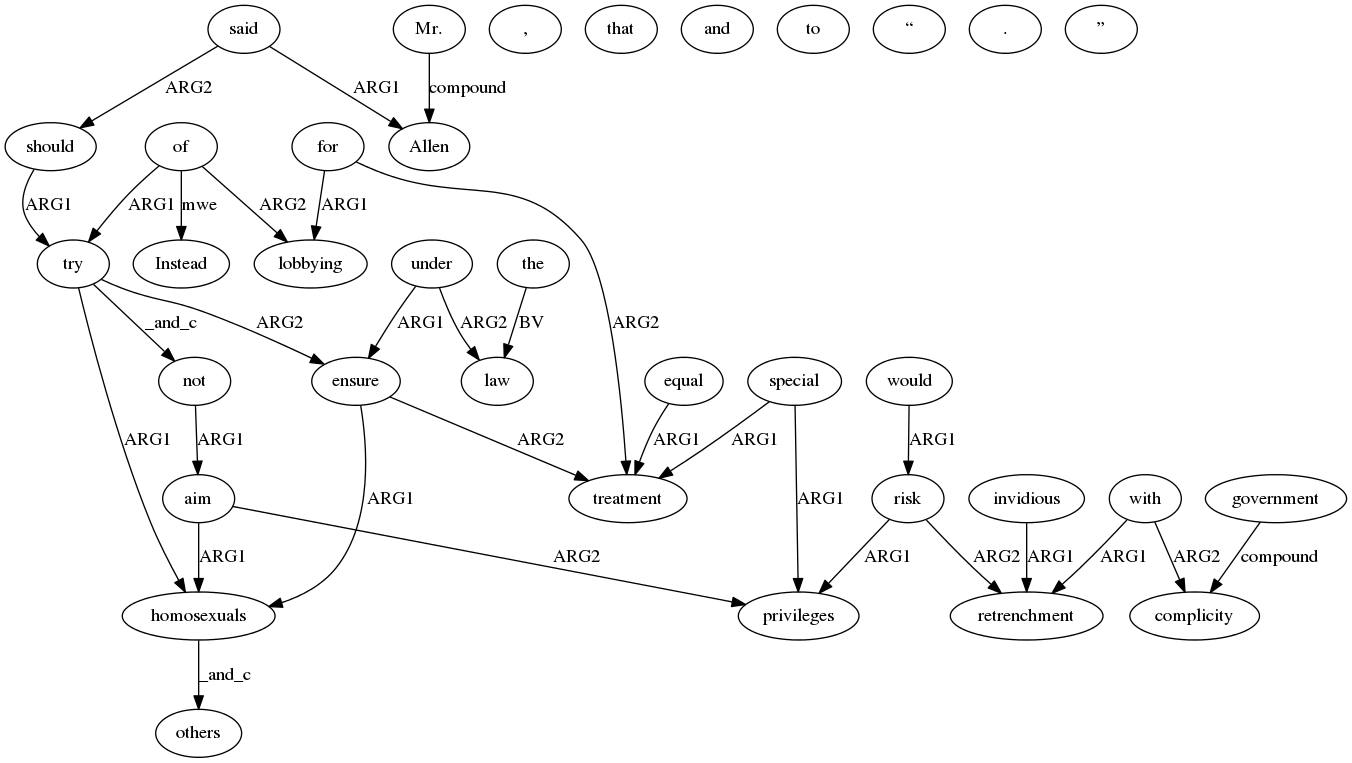 said Mr. , that and to “ . ”
ARG2 ARG1 compound
should of for Allen
ARG1 ARG1 mwe ARG2 ARG1
try Instead lobbying under the
_and_c ARG2 ARG1 ARG2 BV ARG2
not ensure law equal special would
ARG1 ARG1 ARG2 ARG1 ARG1 ARG1
aim treatment risk invidious with government
ARG1 ARG1 ARG1
ARG1 ARG2 ARG1 ARG2 ARG1 ARG1 ARG2 compound
homosexuals privileges retrenchment complicity
_and_c
others